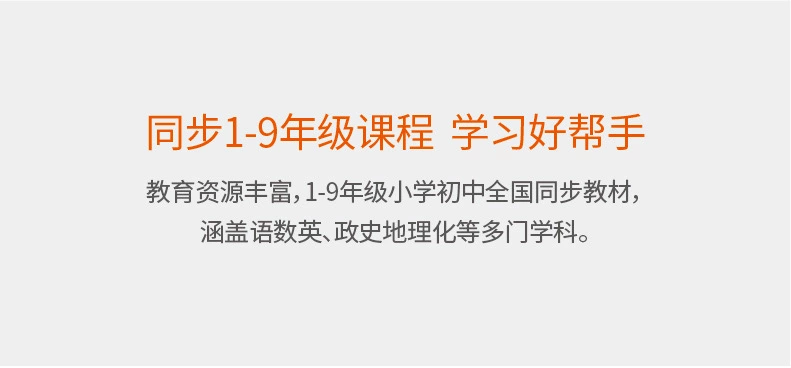 同步1-9年级课程 学习好帮手
教育资源丰富，1-9年级小学初中全国同步教材，
涵盖语数英、政史地理化等多门学科。